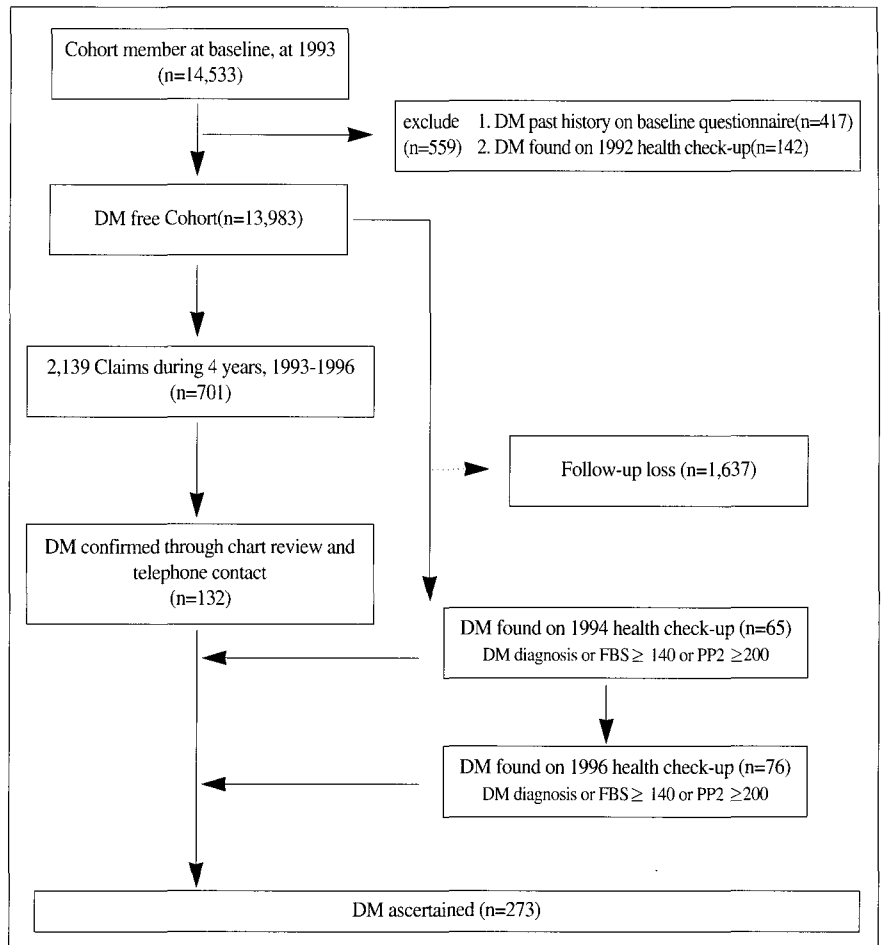 Cohort member at baseline, at 1993
(n=14,533)
exclude 1. DM past history on baseline questionnaire(n=417)
(n=559) 2. DM found on 1992 health check-up(n=142)
DM free Cohort(n=13,983)
2,139 Claims during 4 years, 1993-1996
(n=701)
Follow-up loss (n=1,637)
DM confirmed through chart review and
telephone contact
(n=132)
DM found on 1994 health check-up (n=65)
DM diagnosis or FBS≥ 140 or PP2 ≥200
DM found on 1996 health check-up (n=76)
DM diagnosis or FBS≥ 140 or PP2 ≥200
DM ascertained (n=273)